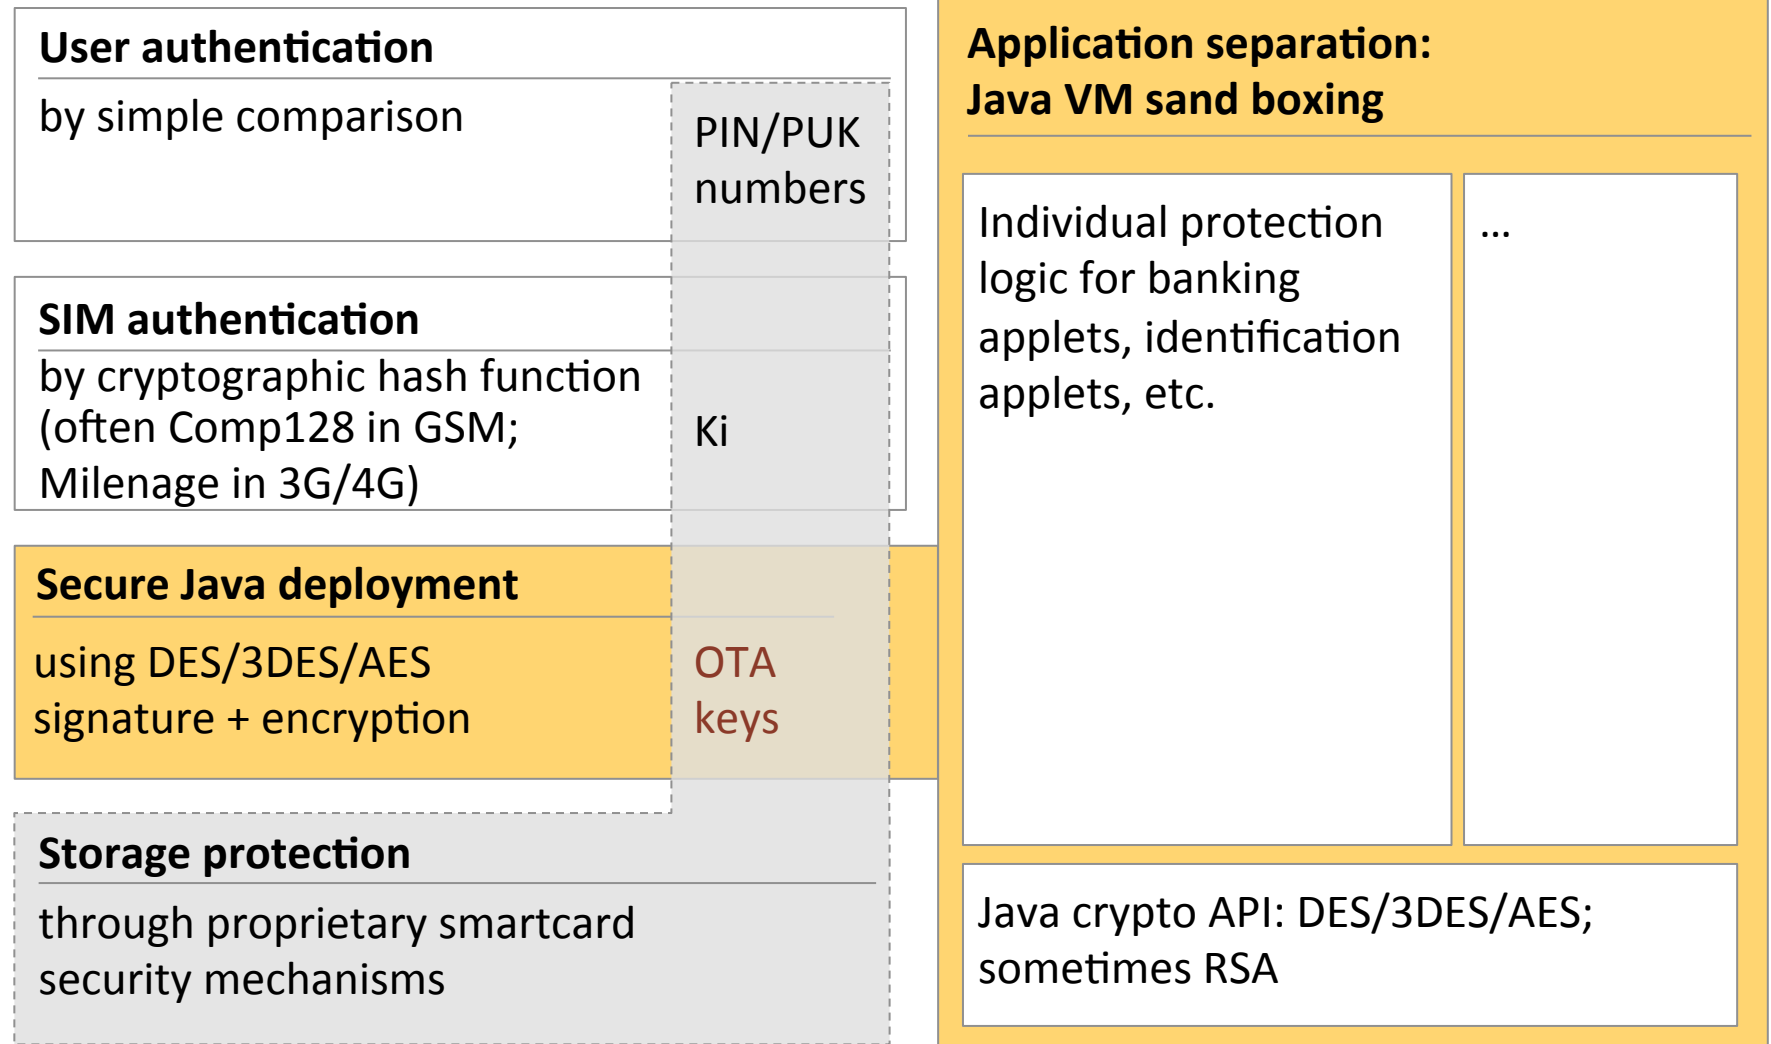 User authentication
by simple comparison
PIN/PUK
numbers
SIM authentication
by cryptographic hash function
(often Comp128 in GSM;
Milenage in 3G/4G)
Ki
Secure Java deployment
using DES/3DES/AES
signature + encryption
OTA
keys
Storage protection
through proprietary smartcard
security mechanisms
Application separation:
Java VM sand boxing
Individual protection
logic for banking
applets, identification
applets, etc.
…
Java crypto API: DES/3DES/AES;
sometimes RSA